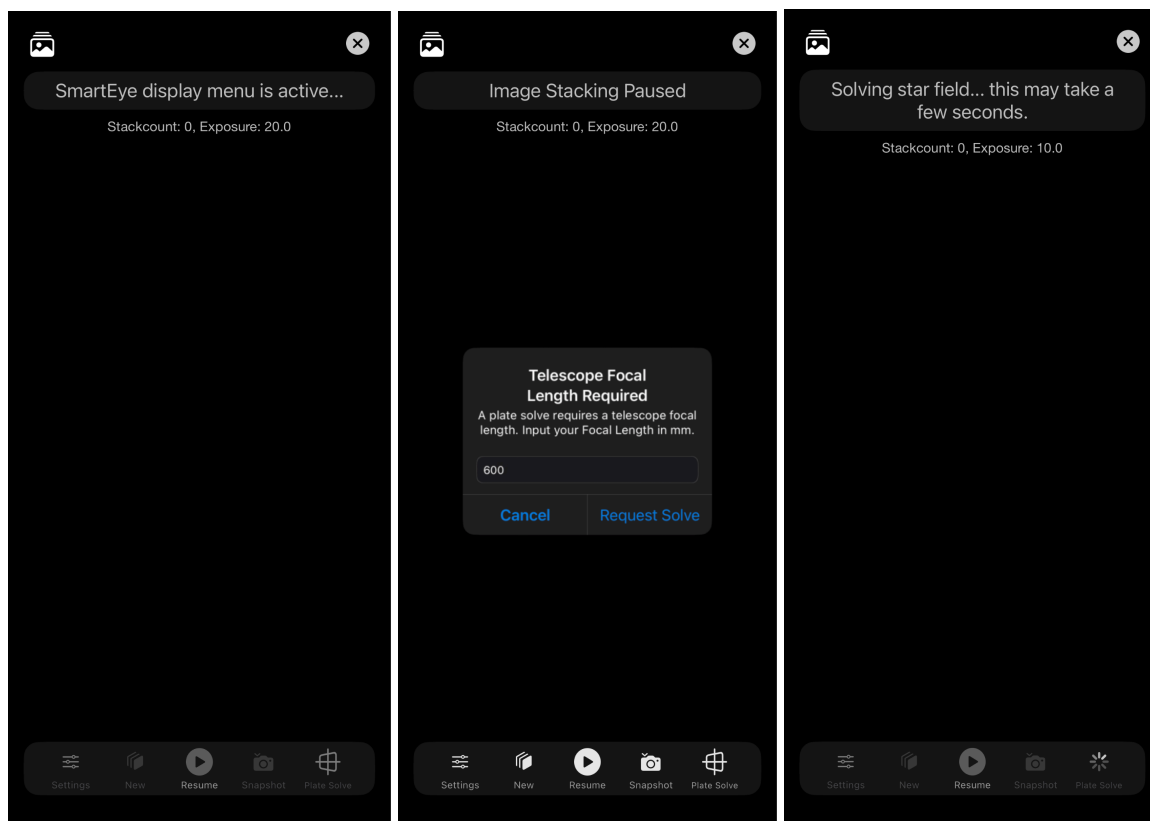 SmartEye display menu is active...
Stackcount: 0, Exposure: 20.0
Settings New Resume Snapshot Plate Solve
Image Stacking Paused
Stackcount: 0, Exposure: 20.0
Telescope Focal
Length Required
A plate solve requires a telescope focal
length. Input your Focal Length in mm.
600
Cancel Request Solve
Settings New Resume Snapshot Plate Solve
Solving star field... this may take a
few seconds.
Stackcount: 0, Exposure: 10.0
Settings New Resume Snapshot Plate Solve